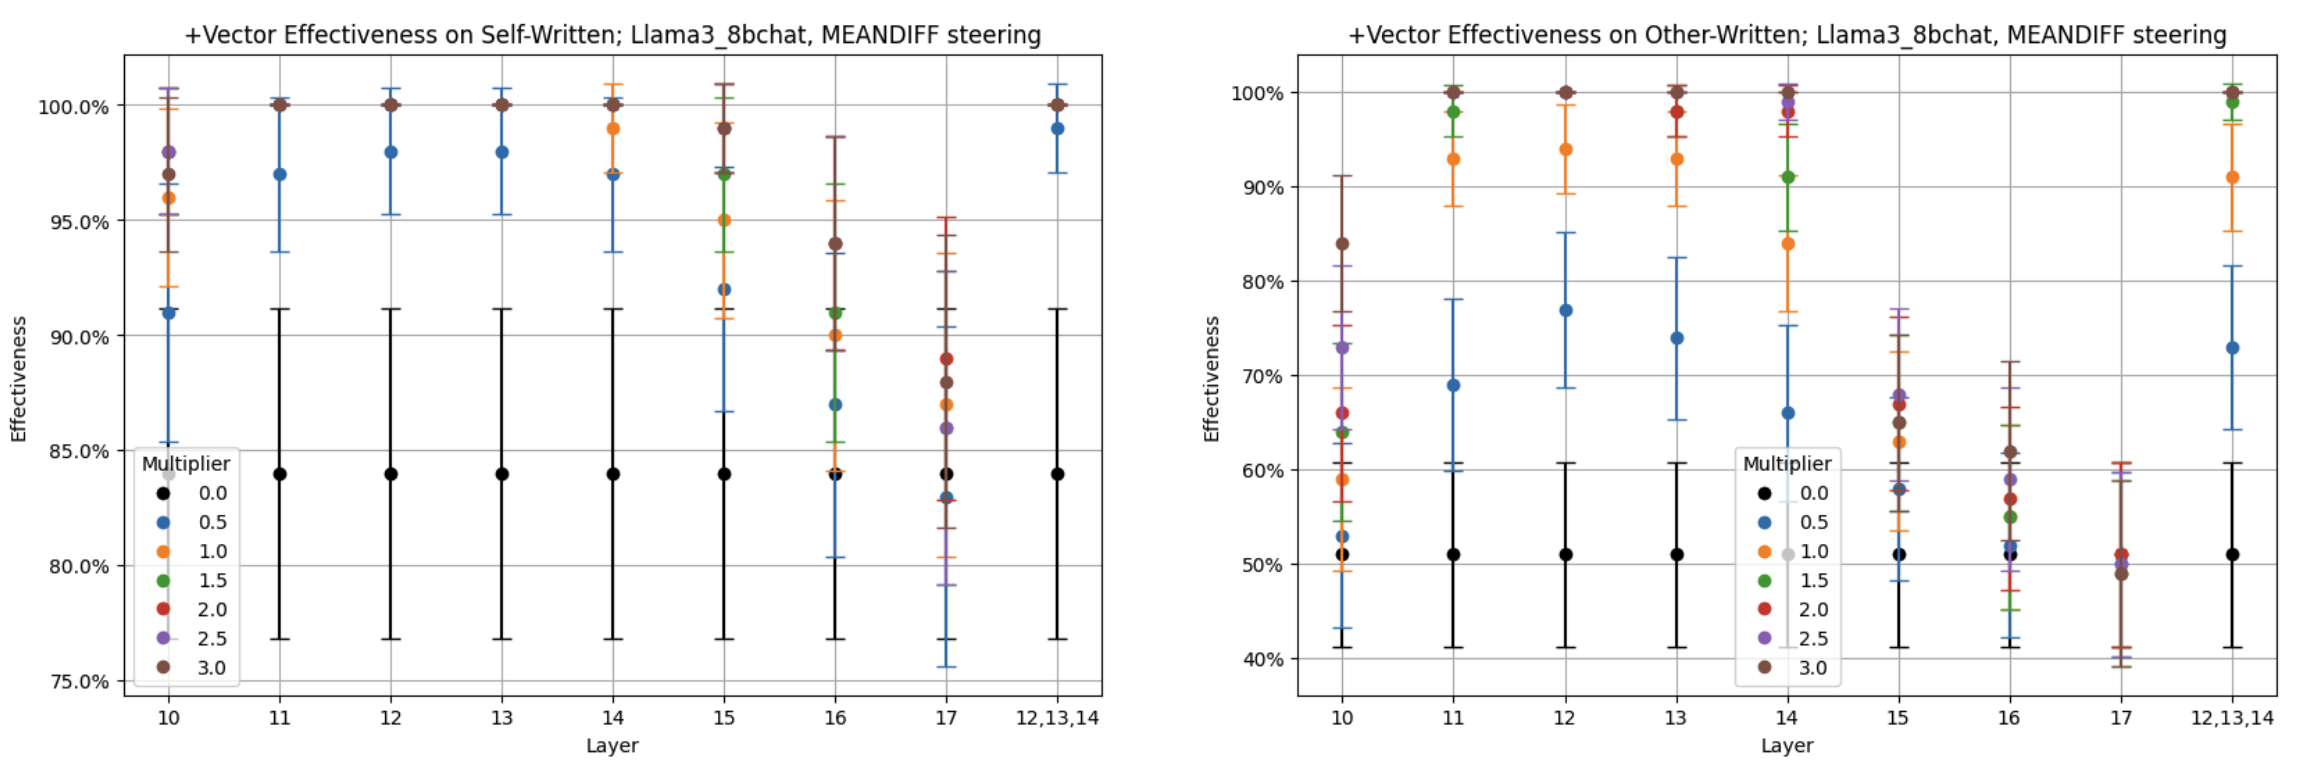 +Vector Effectiveness on Self-Written; Llama3_8bchat, MEANDIFF steering
Effectiveness
100.0%
95.0%
90.0%
85.0%
80.0%
75.0%
Multiplier
0.0
0.5
1.0
1.5
2.0
2.5
3.0
10 11 12 13 14 15 16 17 12,13,14
Layer
+Vector Effectiveness on Other-Written; Llama3_8bchat, MEANDIFF steering
Effectiveness
100%
90%
80%
70%
60%
50%
40%
Multiplier
0.0
0.5
1.0
1.5
2.0
2.5
3.0
10 11 12 13 14 15 16 17 12,13,14
Layer